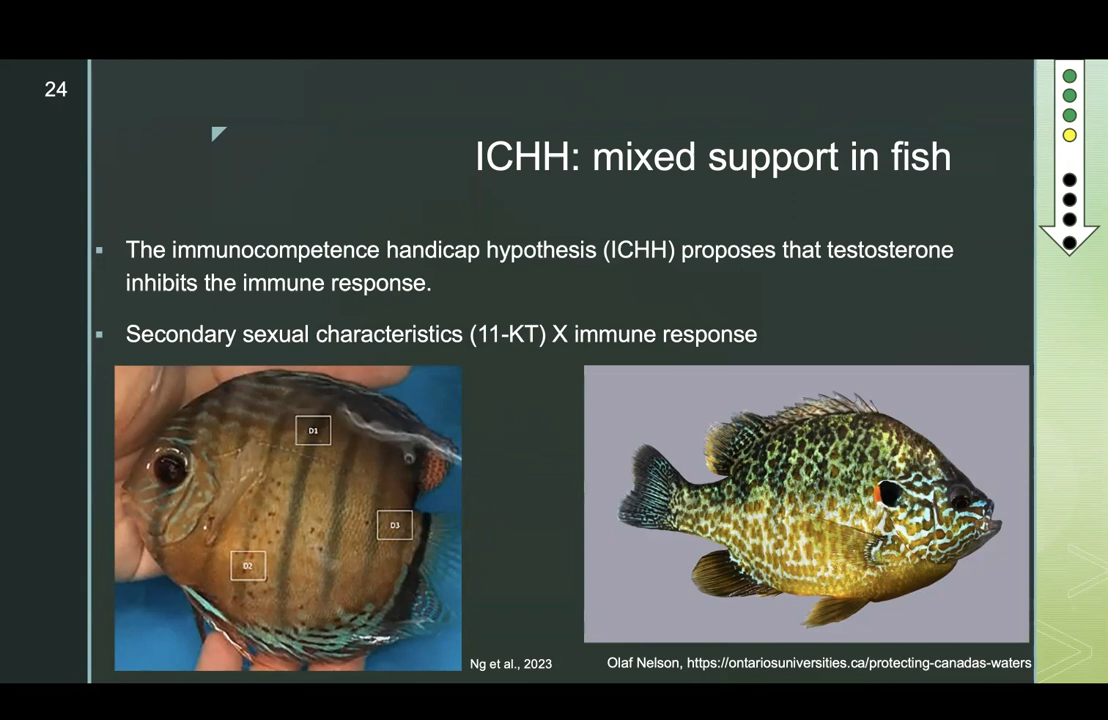 24
ICHH: mixed support in fish
The immunocompetence handicap hypothesis (ICHH) proposes that testosterone
inhibits the immune response.
Secondary sexual characteristics (11-KT) X immune response
D1
D3
D2
Ng et al., 2023
Olaf Nelson, https://ontariosuniversities.ca/protecting-canadas-waters